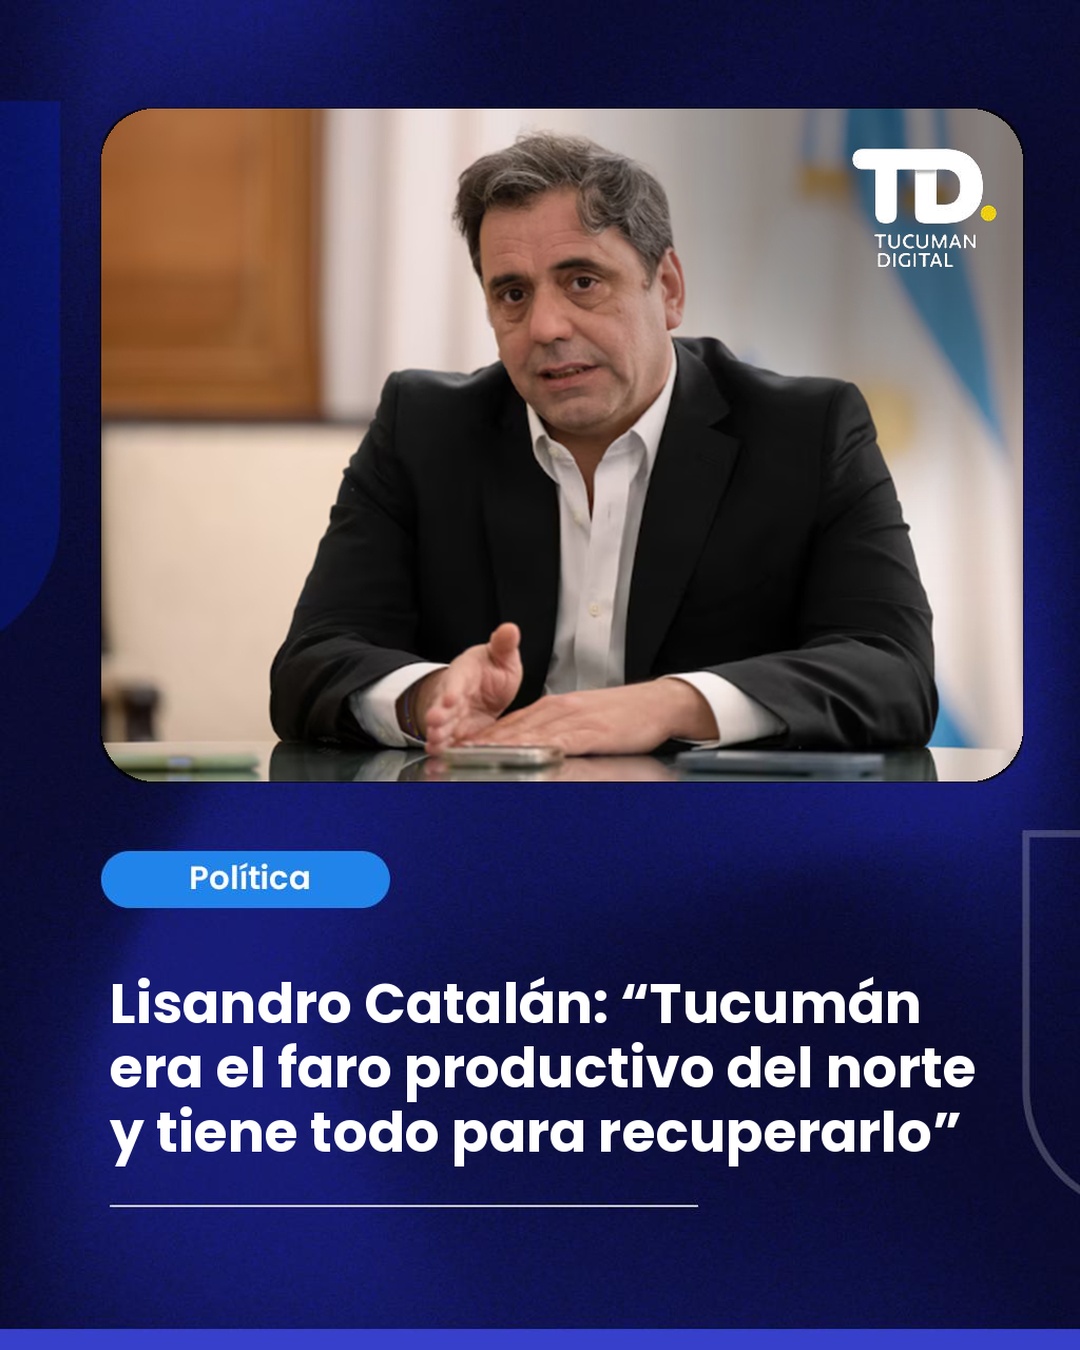 TD.
TUCUMAN
DIGITAL
Política
Lisandro Catalán: “Tucumán
era el faro productivo del norte
y tiene todo para recuperarlo”